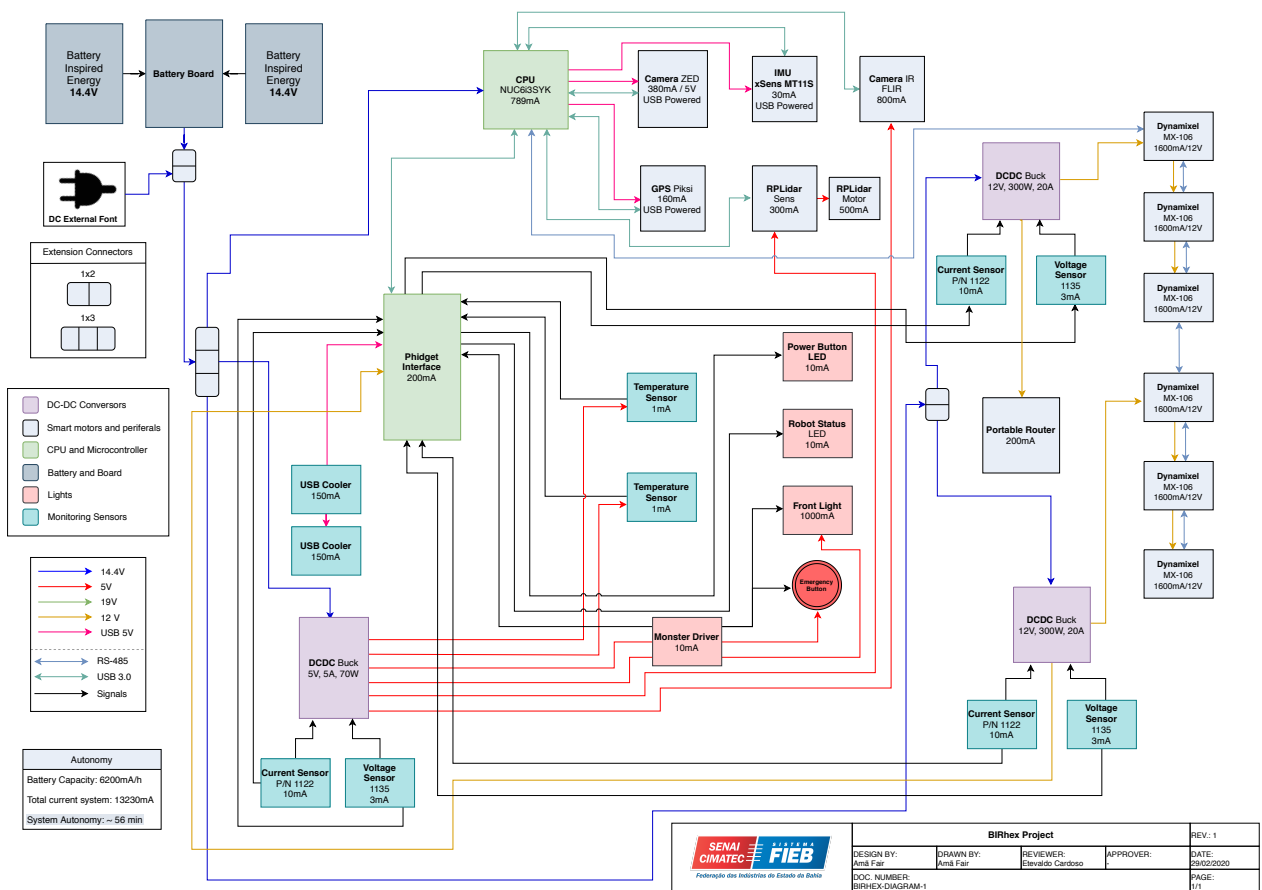 Battery
Inspired
Energy
14.4V
Battery Board
Battery
Inspired
Energy
14.4V
DC External Font
Extension Connectors
1x2
1x3
DC-DC Conversors
Smart motors and periferals
CPU and Microcontroller
Battery and Board
Lights
Monitoring Sensors
14.4V
5V
19V
12 V
USB 5V
RS-485
USB 3.0
Signals
Autonomy
Battery Capacity: 6200mA/h
Total current system: 13230mA
System Autonomy: ~ 56 min
CPU
NUC6i3SYK
789mA
Camera ZED
380mA / 5V
USB Powered
IMU
xSens MT11S
30mA
USB Powered
Camera IR
FLIR
800mA
GPS Piksi
160mA
USB Powered
RPLidar
Sens
300mA
RPLidar
Motor
500mA
DCDC Buck
12V, 300W, 20A
Current Sensor
P/N 1122
10mA
Voltage
Sensor
1135
3mA
Portable Router
200mA
Dynamixel
MX-106
1600mA/12V
Dynamixel
MX-106
1600mA/12V
Dynamixel
MX-106
1600mA/12V
Dynamixel
MX-106
1600mA/12V
Dynamixel
MX-106
1600mA/12V
Dynamixel
MX-106
1600mA/12V
Phidget
Interface
200mA
Temperature
Sensor
1mA
Temperature
Sensor
1mA
Power Button
LED
10mA
Robot Status
LED
10mA
Front Light
1000mA
Emergency
Button
Monster Driver
10mA
USB Cooler
150mA
USB Cooler
150mA
DCDC Buck
5V, 5A, 70W
Current Sensor
P/N 1122
10mA
Voltage
Sensor
1135
3mA
DCDC Buck
12V, 300W, 20A
Current Sensor
P/N 1122
10mA
Voltage
Sensor
1135
3mA
SENAI
CIMATEC
SISTEMA
FIEB
Federação das Indústrias do Estado da Bahia
BIRhex Project
REV.: 1
DESIGN BY:
Amã Fair
DRAWN BY:
Amã Fair
REVIEWER:
Etevaldo Cardoso
APPROVER:
-
DATE:
29/02/2020
DOC. NUMBER:
BIRHEX-DIAGRAM-1
PAGE:
1/1